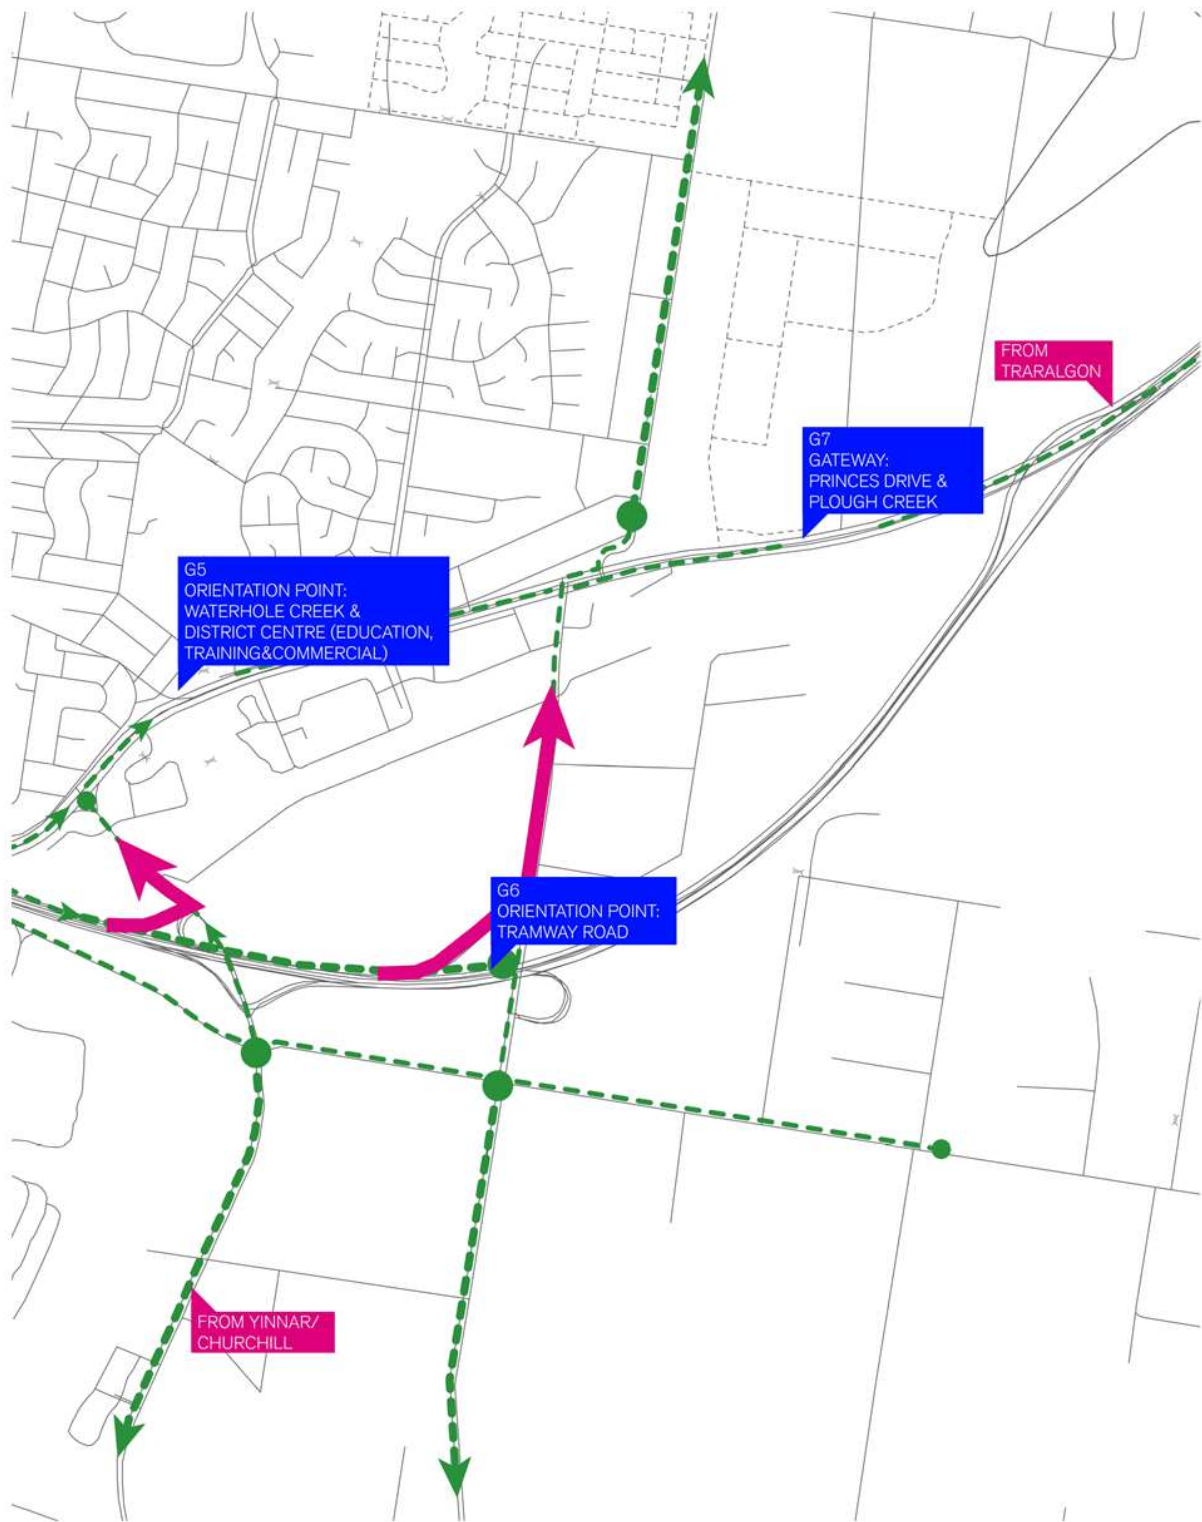 FROM
TRARALGON
G7
GATEWAY:
PRINCES DRIVE &
PLOUGH CREEK
G5
ORIENTATION POINT:
WATERHOLE CREEK &
DISTRICT CENTRE (EDUCATION,
TRAINING&COMMERCIAL)
G6
ORIENTATION POINT:
TRAMWAY ROAD
FROM YINNAR/
CHURCHILL